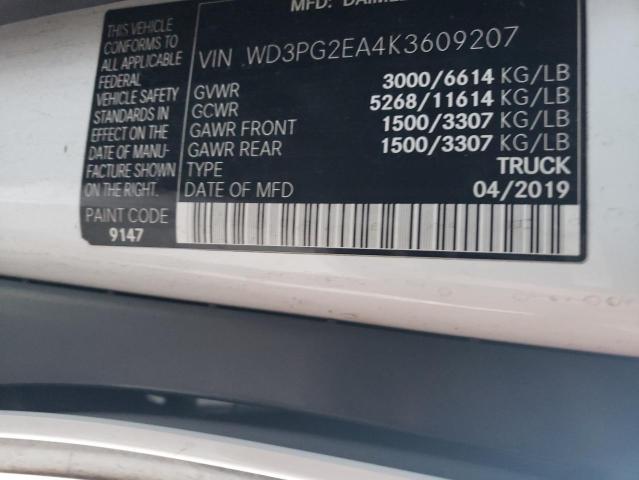 MFD. DAIMLE
THIS VEHICLE
CONFORMS TO
ALL APPLICABLE
FEDERAL
VEHICLE SAFETY
STANDARDS IN
EFFECT ON THE
DATE OF MANU-
FACTURE SHOWN
ON THE RIGHT.
PAINT CODE
9147
VIN WD3PG2EA4K3609207
GVWR 3000/6614 KG/LB
GCWR 5268/11614 KG/LB
GAWR FRONT 1500/3307 KG/LB
GAWR REAR 1500/3307 KG/LB
TYPE TRUCK
DATE OF MFD 04/2019